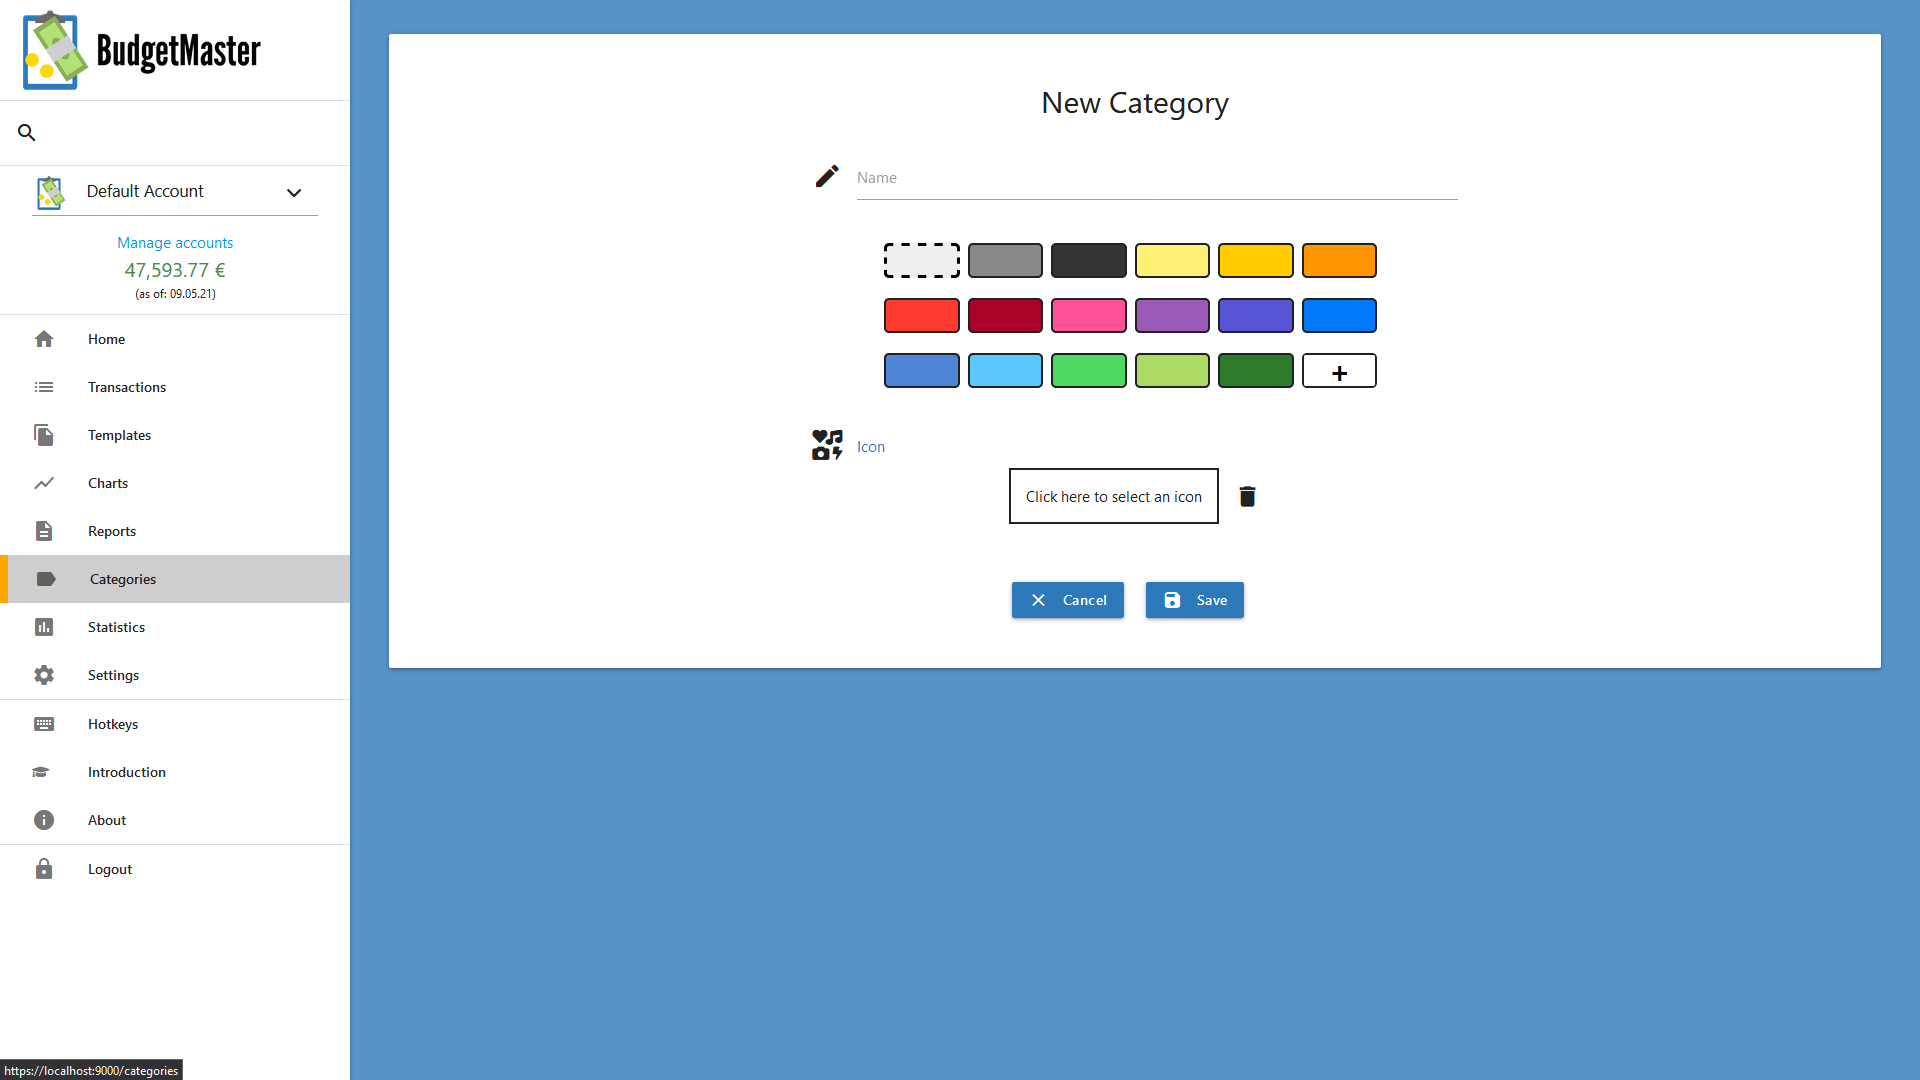 BudgetMaster
Default Account
Manage accounts
47,593.77 €
(as of: 09.05.21)
Home
Transactions
Templates
Charts
Reports
Categories
Statistics
Settings
Hotkeys
Introduction
About
Logout
https://localhost:9000/categories
New Category
Name
+
Icon
Click here to select an icon
Cancel
Save